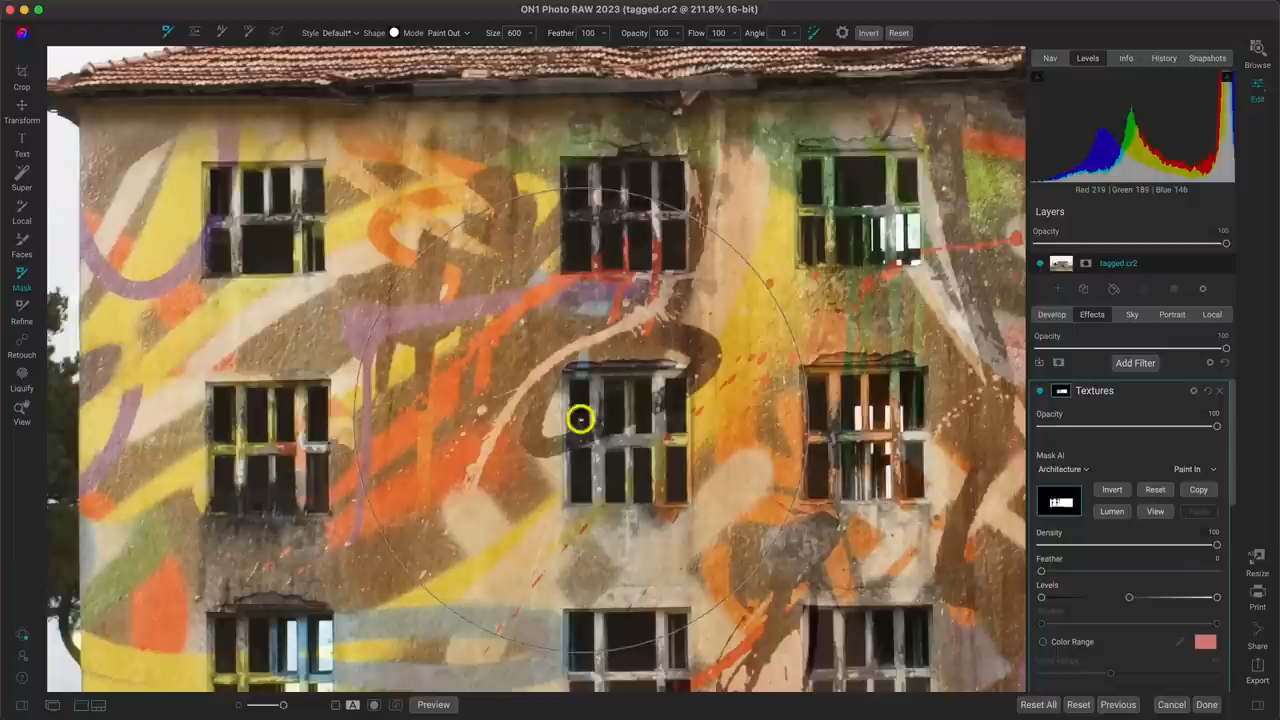 ON1 Photo RAW 2023 (tagged.cr2 @ 211.8% 16-bit)
Style Default* Shape Mode Paint Out Size 600 Feather 100 Opacity 100 Flow 100 Angle 0 Invert Reset
Crop
Transform
Text
Super
Local
Faces
Mask
Refine
Retouch
Liquify
View
Nav Levels Info History Snapshots
Red 219 | Green 189 | Blue 146
Layers
Opacity 100
tagged.cr2
Develop Effects Sky Portrait Local
Opacity 100
Add Filter
Textures
Opacity 100
Mask AI
Architecture Paint In
Invert Reset Copy
Lumen View
Density 100
Feather 0
Levels
Color Range
Browse
Edit
Resize
Print
Share
Export
A Preview
Reset All Reset Previous Cancel Done